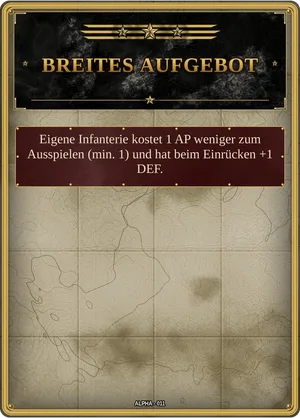 BREITES AUFGEBOT
Eigene Infanterie kostet 1 AP weniger zum
Ausspielen (min. 1) und hat beim Einrücken +1
DEF.
ALPHA · 011